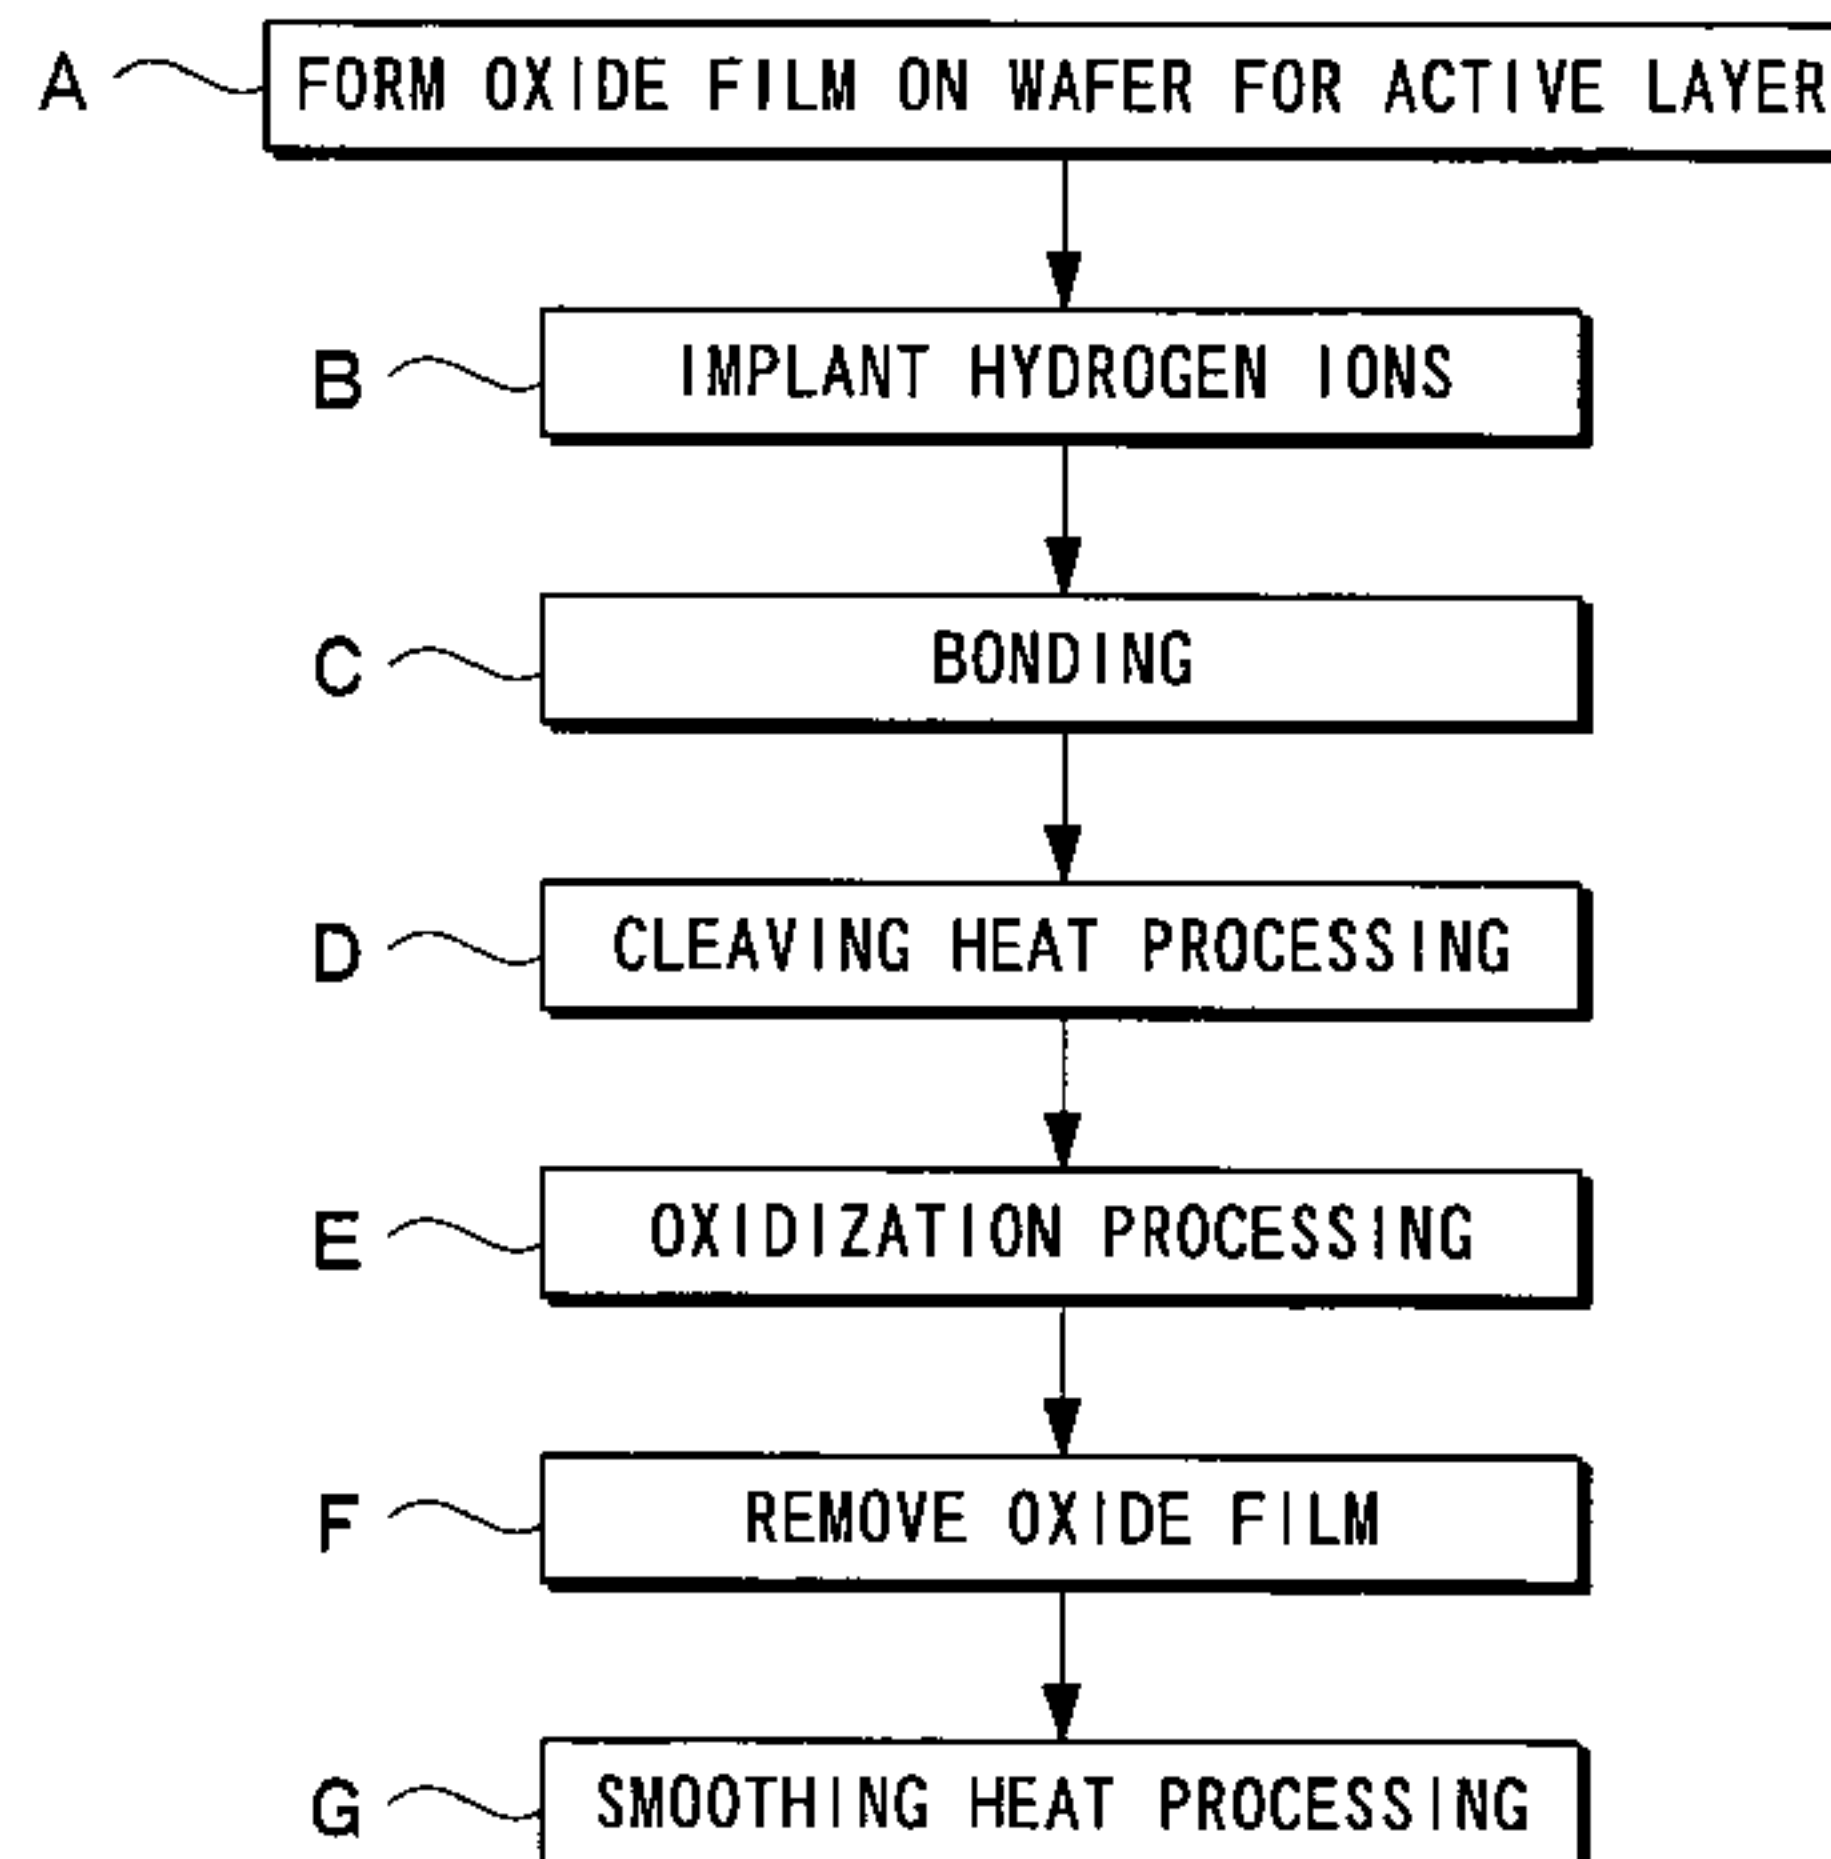 A FORM OXIDE FILM ON WAFER FOR ACTIVE LAYER
B IMPLANT HYDROGEN IONS
C BONDING
D CLEAVING HEAT PROCESSING
E OXIDIZATION PROCESSING
F REMOVE OXIDE FILM
G SMOOTHING HEAT PROCESSING